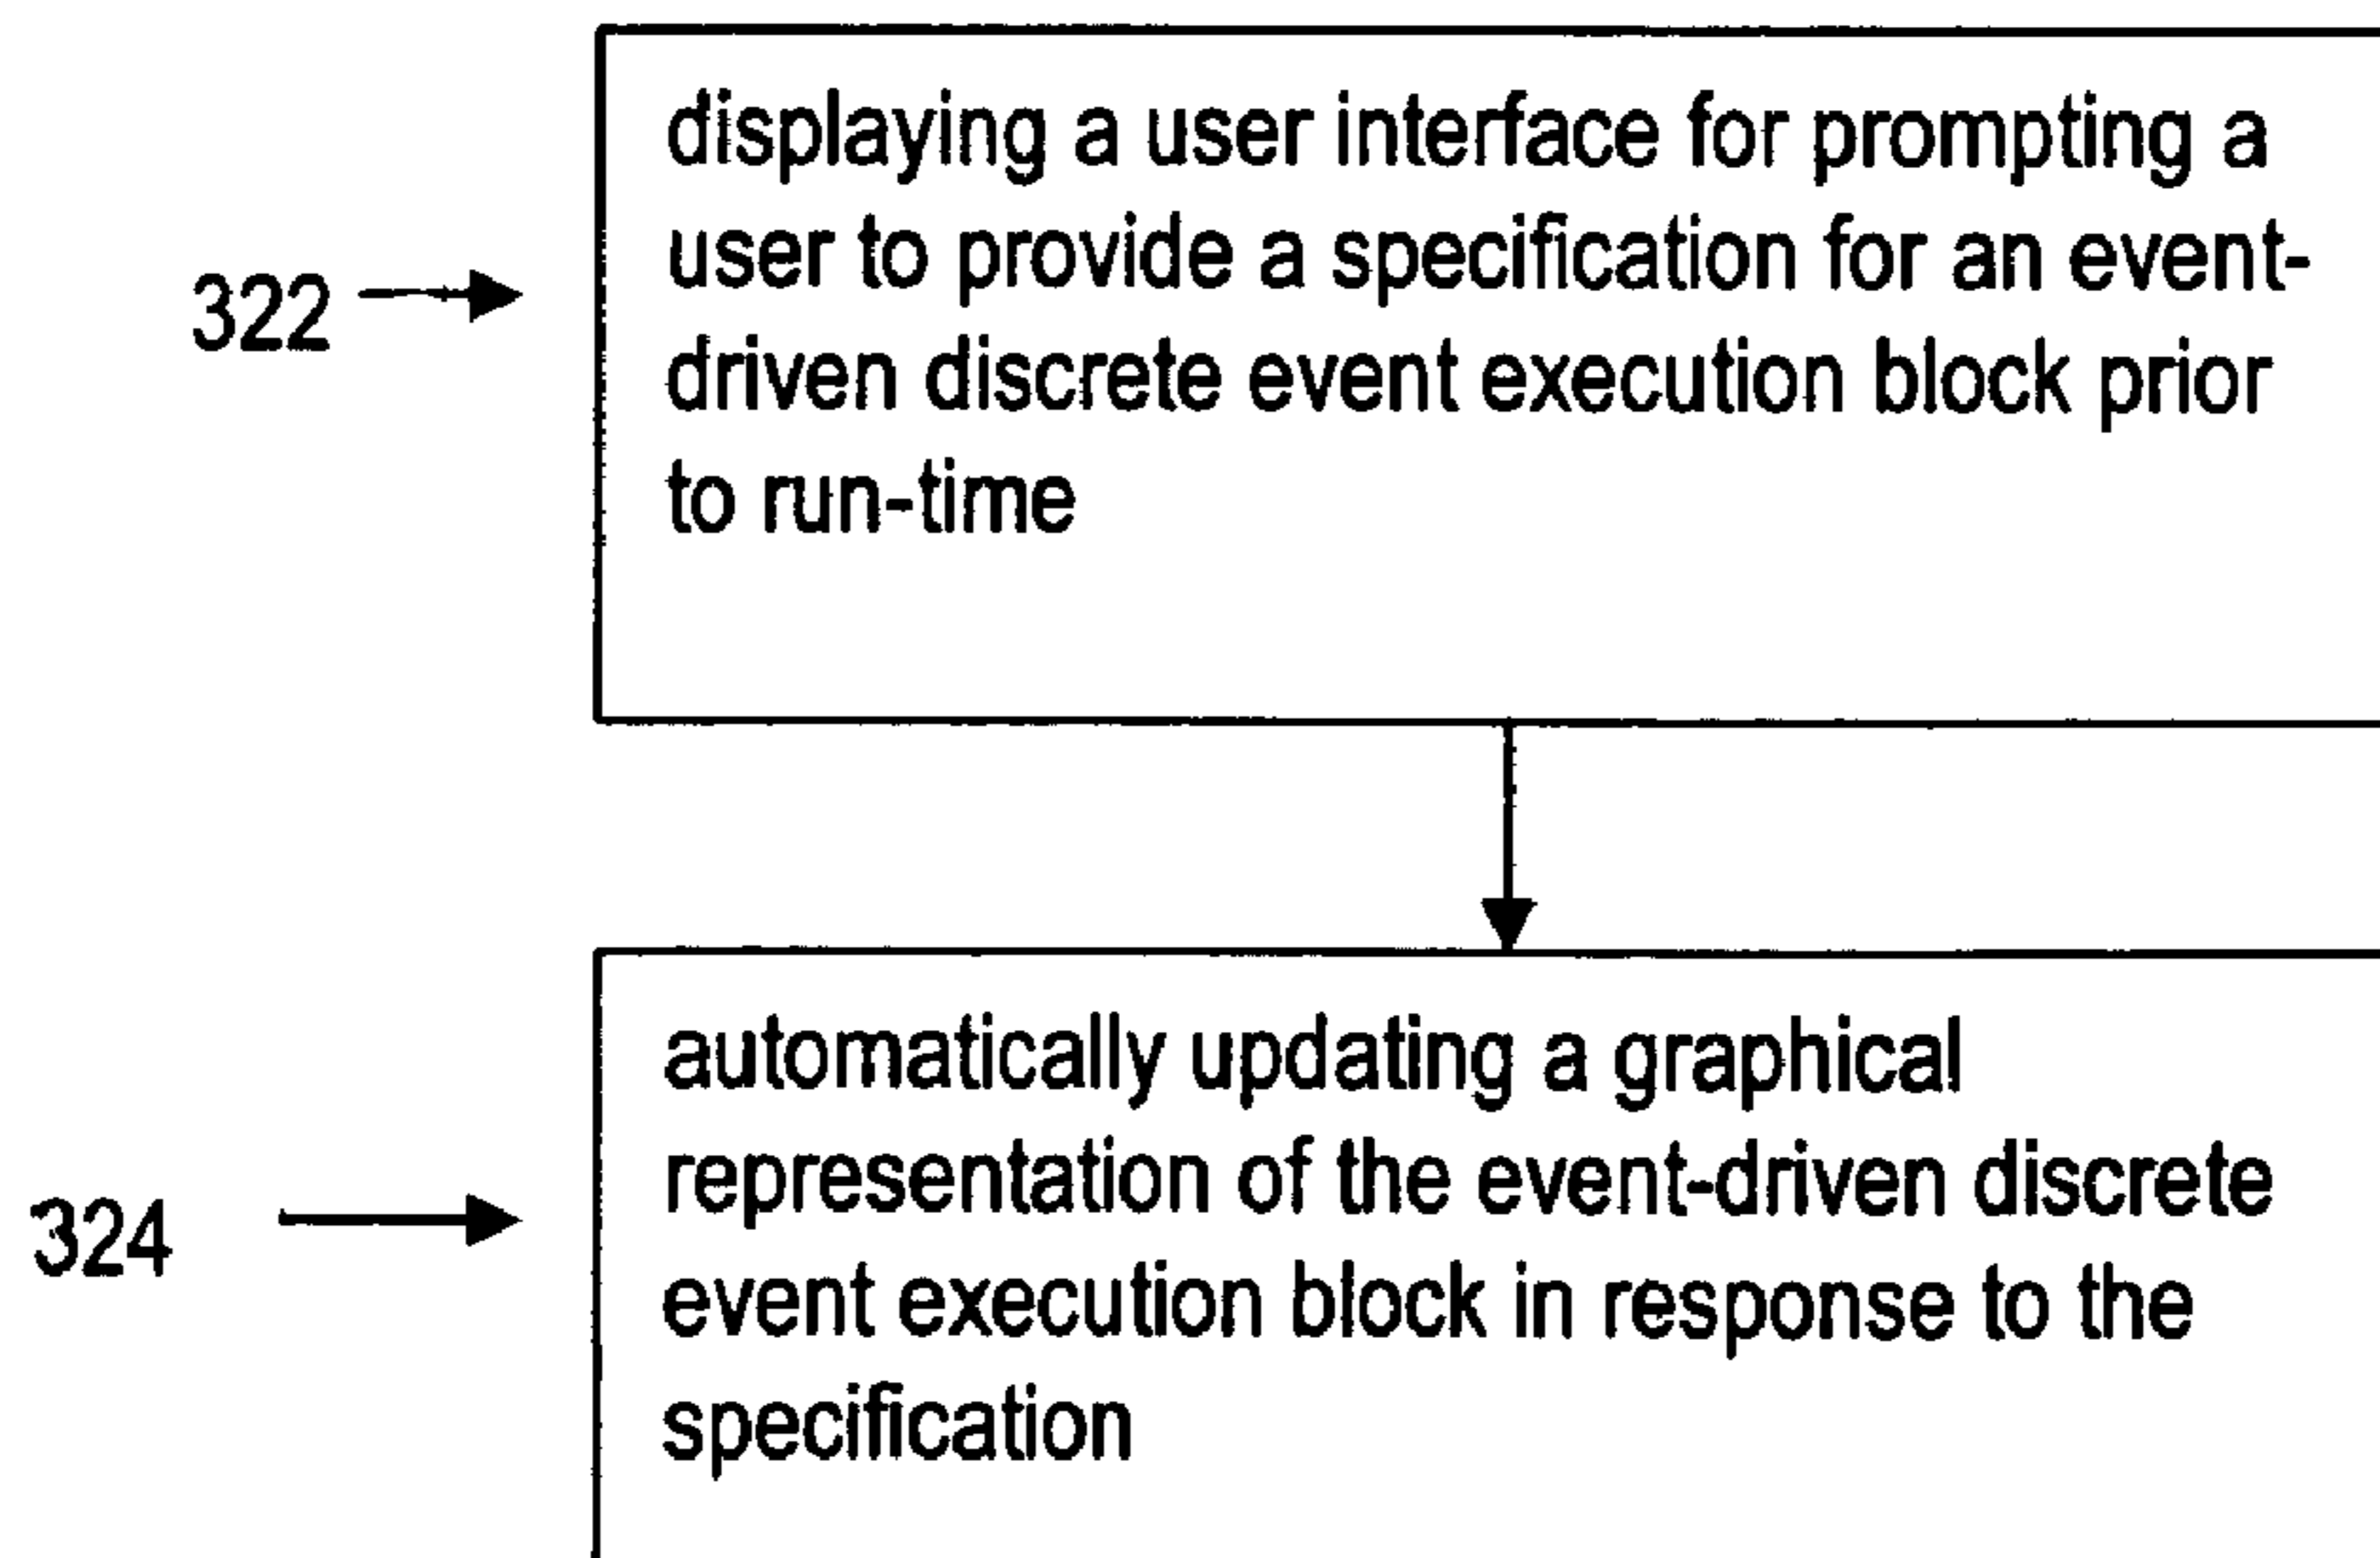 displaying a user interface for prompting a
user to provide a specification for an event-
322
driven discrete event execution block prior
to run-time
automatically updating a graphical
representation of the event-driven discrete
324
event execution block in response to the
specification